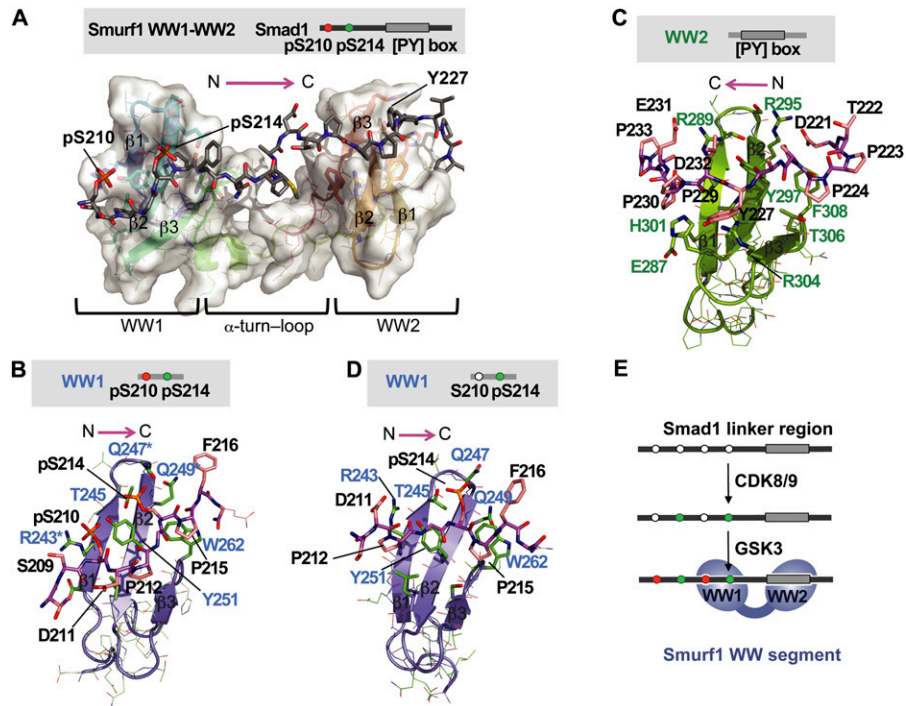 A
Smurf1 WW1-WW2
Smad1
pS210 pS214 [PY] box
N
C
Y227
pS214
pS210
β1
β2
β3
β3
β2
β1
WW1
α-turn–loop
WW2
C
WW2
[PY] box
C
N
E231
R289
R295
T222
D221
P233
β2
P223
D232
P229
Y297
P224
P230
Y227
F308
H301
β1
T306
β3
E287
R304
B
WW1
pS210 pS214
N
C
Q247*
F216
pS214
Q249*
T245
pS210
β2
R243*
W262
S209
β1
P212
P215
β3
Y251
D211
D
WW1
S210 pS214
N
C
Q247
pS214
F216
R243
T245
Q249
D211
P212
W262
Y251
β2
P215
β1
β3
E
Smad1 linker region
CDK8/9
GSK3
WW1
WW2
Smurf1 WW segment